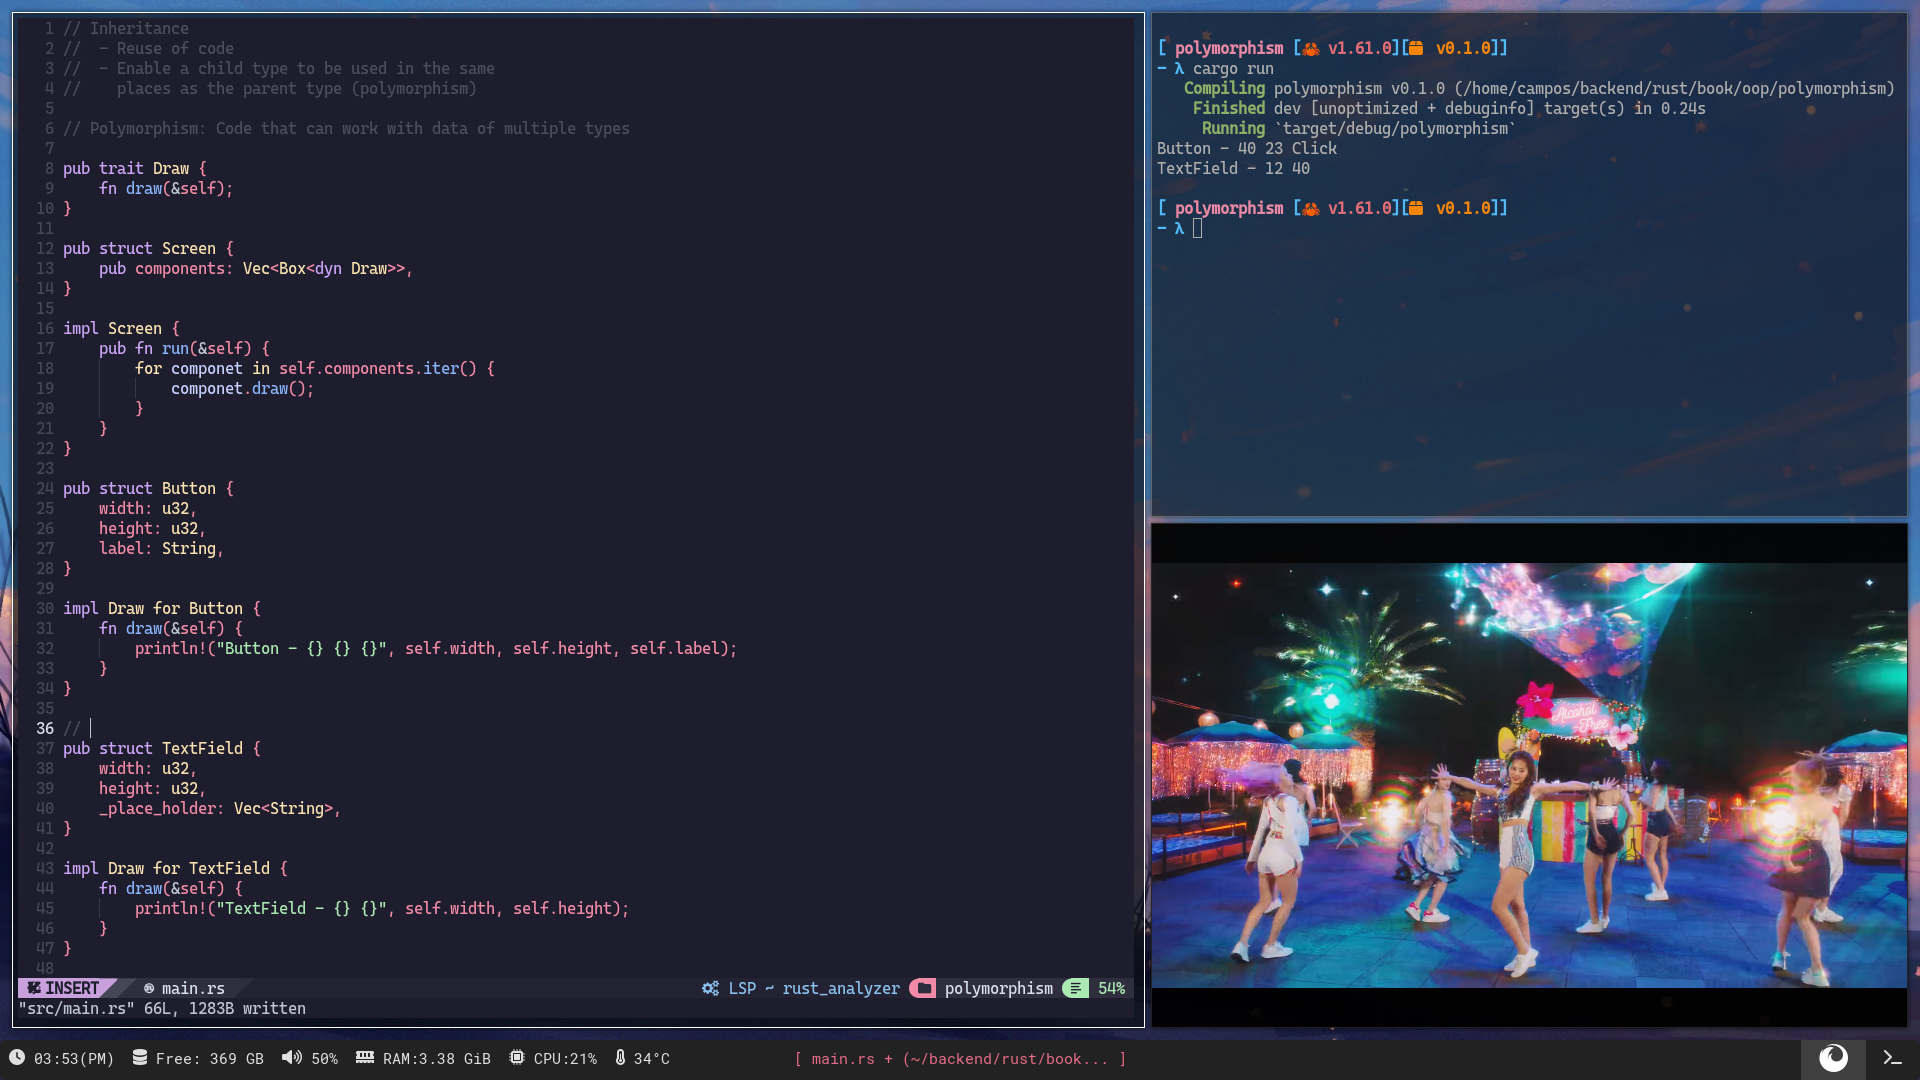 1 // Inheritance
2 //  - Reuse of code
3 //  - Enable a child type to be used in the same
4 //    places as the parent type (polymorphism)
5
6 // Polymorphism: Code that can work with data of multiple types
7
8 pub trait Draw {
9     fn draw(&self);
10 }
11
12 pub struct Screen {
13     pub components: Vec<Box<dyn Draw>>,
14 }
15
16 impl Screen {
17     pub fn run(&self) {
18         for componet in self.components.iter() {
19             componet.draw();
20         }
21     }
22 }
23
24 pub struct Button {
25     width: u32,
26     height: u32,
27     label: String,
28 }
29
30 impl Draw for Button {
31     fn draw(&self) {
32         println!("Button - {} {} {}", self.width, self.height, self.label);
33     }
34 }
35
36 //
37 pub struct TextField {
38     width: u32,
39     height: u32,
40     _place_holder: Vec<String>,
41 }
42
43 impl Draw for TextField {
44     fn draw(&self) {
45         println!("TextField - {} {}", self.width, self.height);
46     }
47 }
48
INSERT main.rs LSP ~ rust_analyzer polymorphism 54%
"src/main.rs" 66L, 1283B written
[ polymorphism [🦀 v1.61.0][📦 v0.1.0]]
~ λ cargo run
Compiling polymorphism v0.1.0 (/home/campos/backend/rust/book/oop/polymorphism)
Finished dev [unoptimized + debuginfo] target(s) in 0.24s
Running `target/debug/polymorphism`
Button - 40 23 Click
TextField - 12 40
[ polymorphism [🦀 v1.61.0][📦 v0.1.0]]
~ λ
Alcohol
-Free
03:53(PM) Free: 369 GB 50% RAM:3.38 GiB CPU:21% 34°C [ main.rs + (~/backend/rust/book... ]